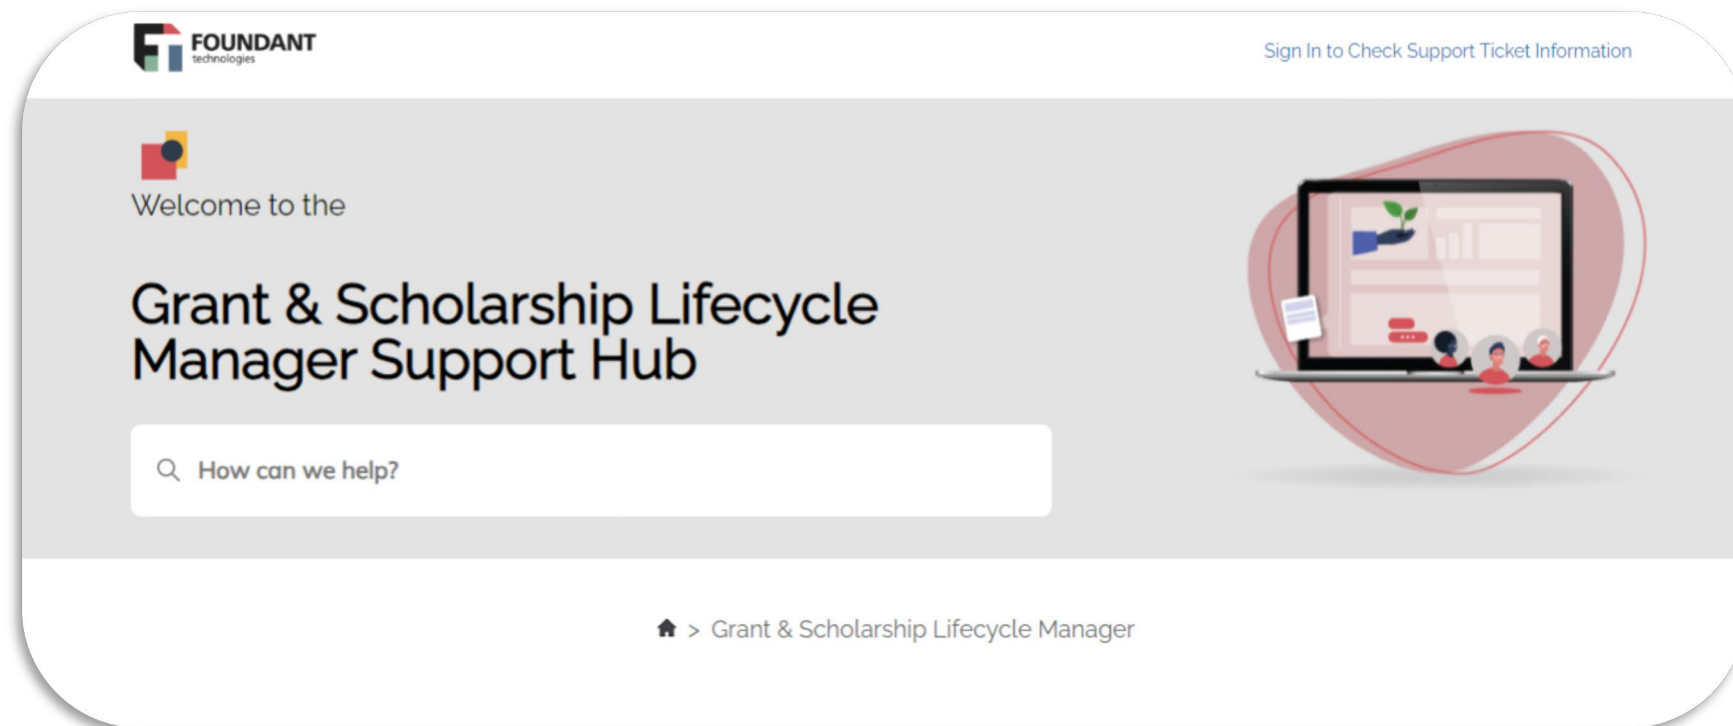 FOUNDANT
technologies
Sign In to Check Support Ticket Information
Welcome to the
Grant & Scholarship Lifecycle
Manager Support Hub
How can we help?
> Grant & Scholarship Lifecycle Manager